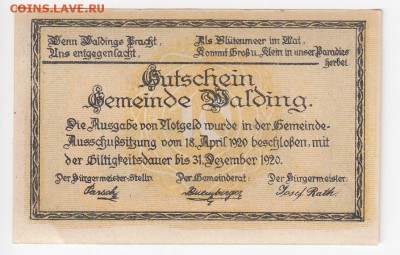 COINS.LAVE.RU
Wenn Waldings Pracht,
Uns entgegenlacht,
Als Blütenmeer im Mai,
Kommt Groß u. Klein in unser Paradies
herbei.
Gutschein
Gemeinde Walding.
Die Ausgabe von Notgeld wurde in der Gemeinde-
Ausschußsitzung vom 18. April 1920 beschloßen, mit
der Giltigkeitsdauer bis 31. Dezember 1920.
Der Bürgermeister-Stellv. Der Gemeinderat: Der Bürgermeister:
Josef Rath.